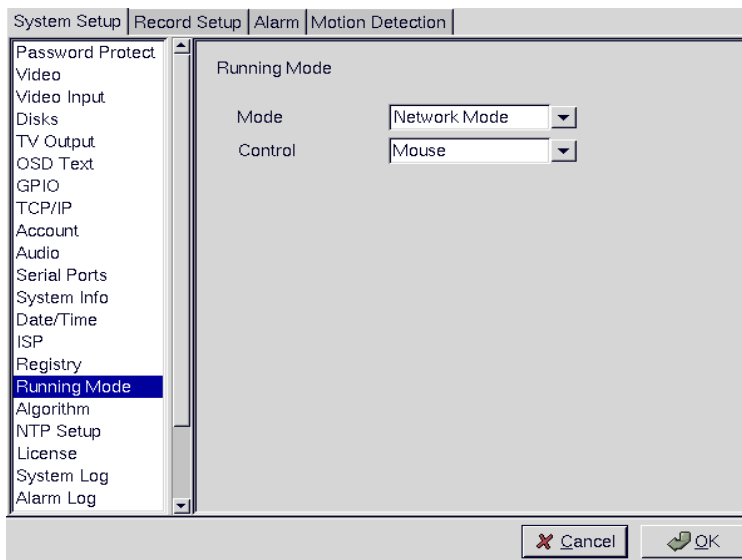 System Setup Record Setup Alarm Motion Detection
Password Protect
Video
Video Input
Disks
TV Output
OSD Text
GPIO
TCP/IP
Account
Audio
Serial Ports
System Info
Date/Time
ISP
Registry
Running Mode
Algorithm
NTP Setup
License
System Log
Alarm Log
Running Mode
Mode Network Mode
Control Mouse
Cancel OK